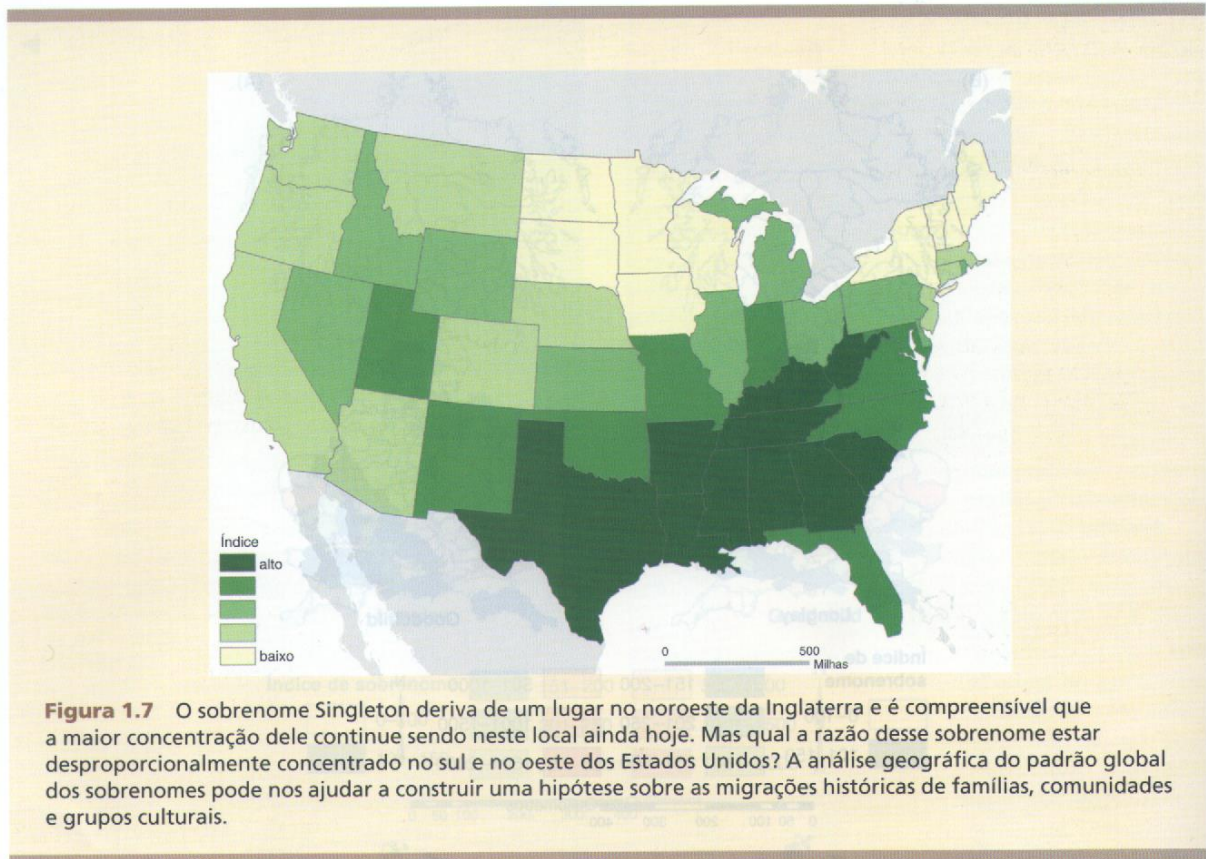 Índice
alto
baixo
0 500
Milhas
Figura 1.7 O sobrenome Singleton deriva de um lugar no noroeste da Inglaterra e é compreensível que
a maior concentração dele continue sendo neste local ainda hoje. Mas qual a razão desse sobrenome estar
desproporcionalmente concentrado no sul e no oeste dos Estados Unidos? A análise geográfica do padrão global
dos sobrenomes pode nos ajudar a construir uma hipótese sobre as migrações históricas de famílias, comunidades
e grupos culturais.